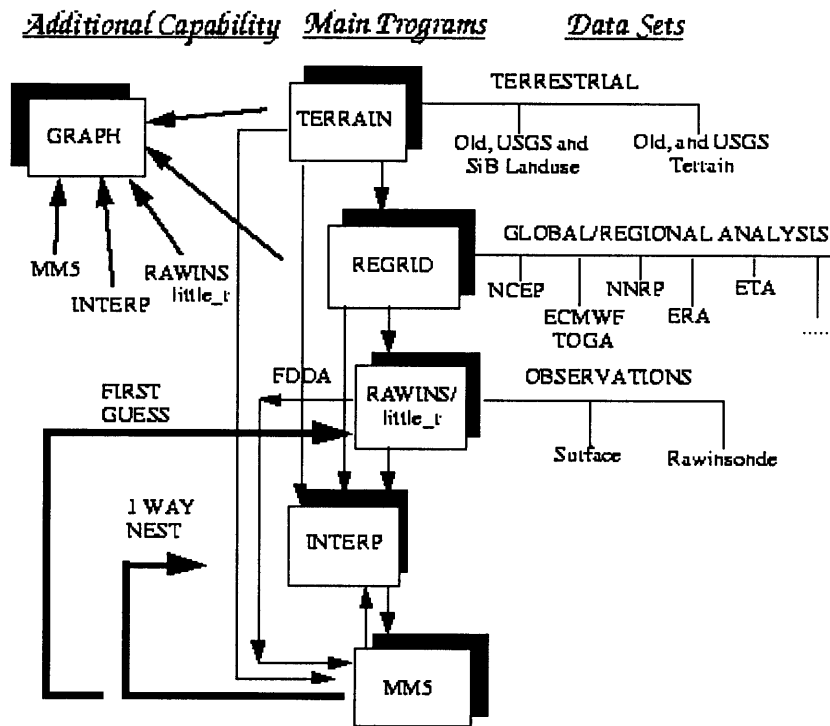 Additional Capability Main Programs Data Sets
TERRESTRIAL
TERRAIN
GRAPH
Old, USGS and
SiB Landuse
Old, and USGS
Terrain
GLOBAL/REGIONAL ANALYSIS
REGRID
MM5
INTERP
RAWINS
little_r
NCEP
ECMWF
TOGA
NNRP
ERA
ETA
......
FDDA
OBSERVATIONS
FIRST
GUESS
RAWINS/
little_r
Surface
Rawinsonde
1 WAY
NEST
INTERP
MM5